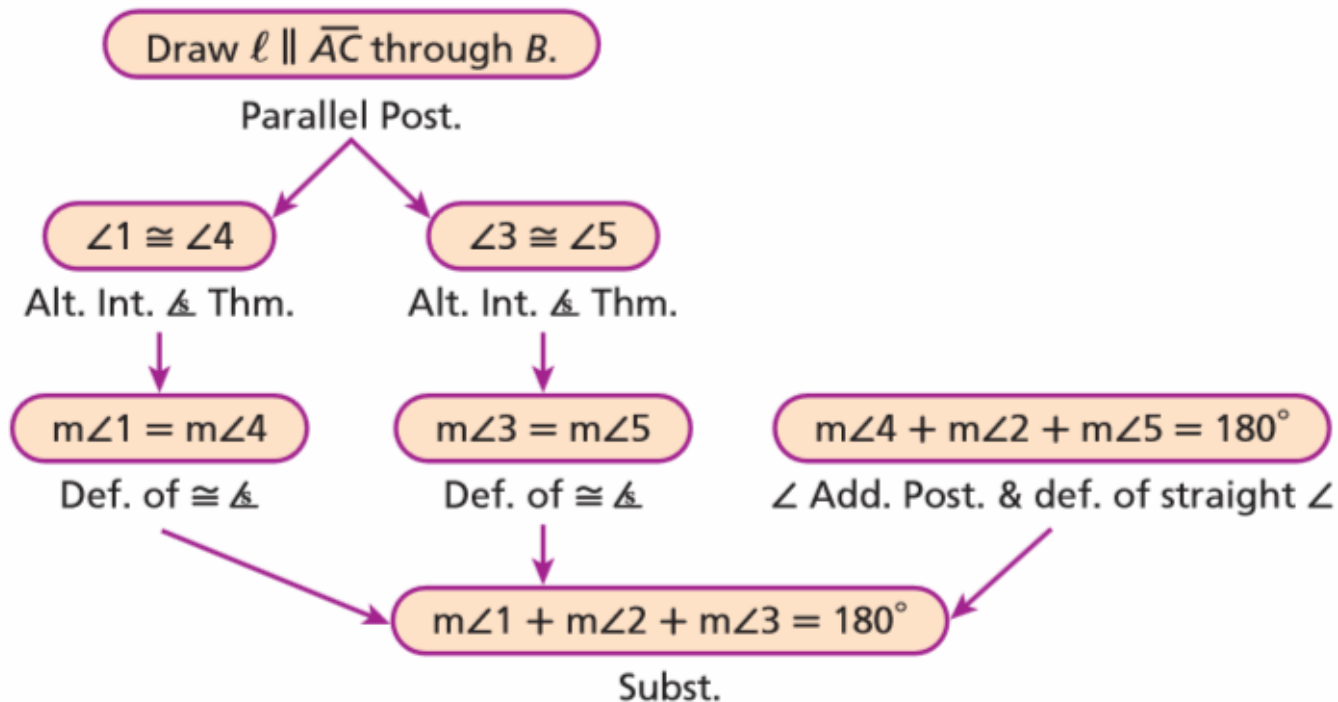 Draw ℓ ∥ A̅C̅ through B.
Parallel Post.
∠1 ≅ ∠4
∠3 ≅ ∠5
Alt. Int. ∠s Thm.
Alt. Int. ∠s Thm.
m∠1 = m∠4
m∠3 = m∠5
m∠4 + m∠2 + m∠5 = 180°
Def. of ≅ ∠s
Def. of ≅ ∠s
∠ Add. Post. & def. of straight ∠
m∠1 + m∠2 + m∠3 = 180°
Subst.